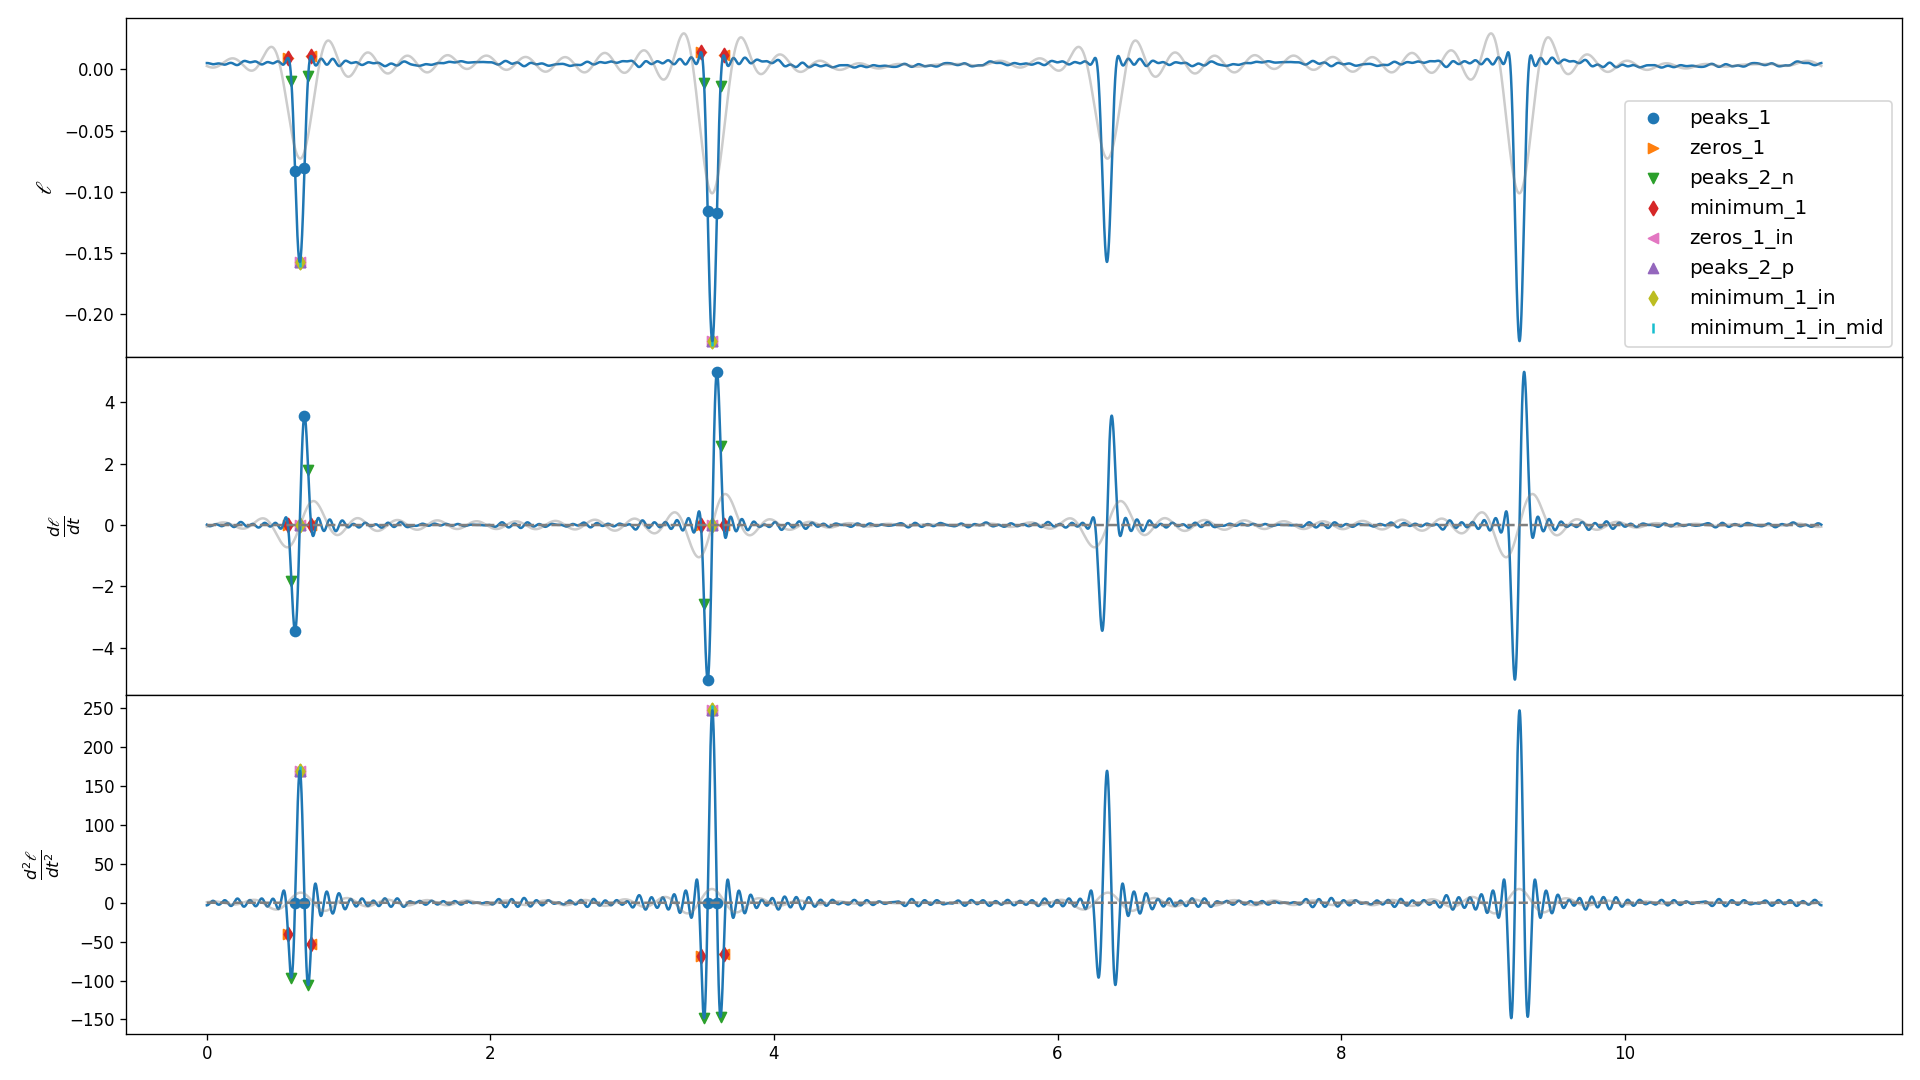 0.00
−0.05
−0.10
−0.15
−0.20
ℓ
peaks_1
zeros_1
peaks_2_n
minimum_1
zeros_1_in
peaks_2_p
minimum_1_in
minimum_1_in_mid
4
2
0
−2
−4
dℓ
dt
250
200
150
100
50
0
−50
−100
−150
d²ℓ
dt²
0 2 4 6 8 10